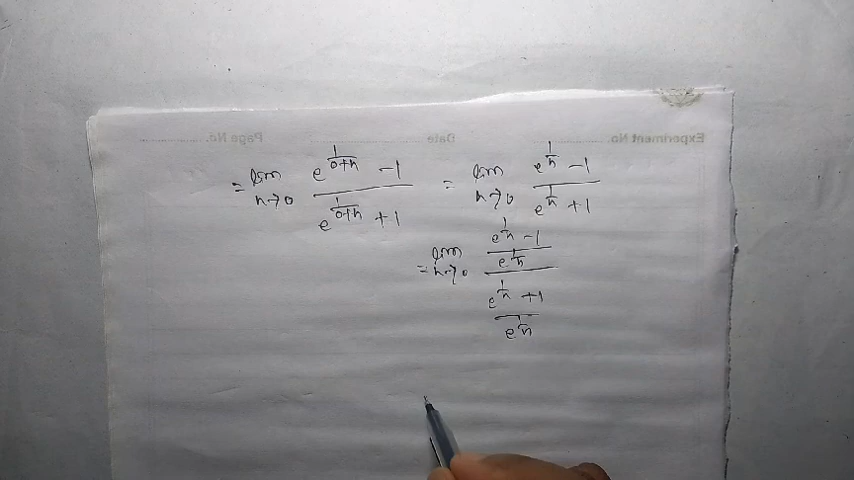 Experiment No. Date Page No.
= lim h→0 (e^(1/(0+h)) - 1)/(e^(1/(0+h)) + 1) = lim h→0 (e^(1/h) - 1)/(e^(1/h) + 1)
= lim h→0 ((e^(1/h) - 1)/e^(1/h))/((e^(1/h) + 1)/e^(1/h))